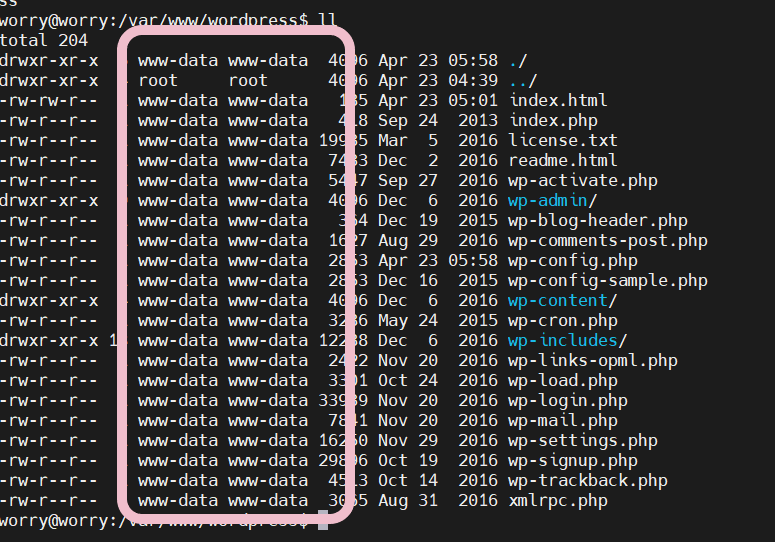 ss
worry@worry:/var/www/wordpress$ ll
total 204
drwxr-xr-x www-data www-data 4096 Apr 23 05:58 ./
drwxr-xr-x root root 4096 Apr 23 04:39 ../
-rw-rw-r-- www-data www-data Apr 23 05:01 index.html
-rw-r--r-- www-data www-data 418 Sep 24 2013 index.php
-rw-r--r-- www-data www-data 19935 Mar 5 2016 license.txt
-rw-r--r-- www-data www-data 7433 Dec 2 2016 readme.html
-rw-r--r-- www-data www-data 5447 Sep 27 2016 wp-activate.php
drwxr-xr-x www-data www-data 4096 Dec 6 2016 wp-admin/
-rw-r--r-- www-data www-data 364 Dec 19 2015 wp-blog-header.php
-rw-r--r-- www-data www-data 1627 Aug 29 2016 wp-comments-post.php
-rw-r--r-- www-data www-data Apr 23 05:58 wp-config.php
-rw-r--r-- www-data www-data 2853 Dec 16 2015 wp-config-sample.php
drwxr-xr-x www-data www-data 4096 Dec 6 2016 wp-content/
-rw-r--r-- www-data www-data 3286 May 24 2015 wp-cron.php
drwxr-xr-x www-data www-data 12288 Dec 6 2016 wp-includes/
-rw-r--r-- www-data www-data 2422 Nov 20 2016 wp-links-opml.php
-rw-r--r-- www-data www-data 3301 Oct 24 2016 wp-load.php
-rw-r--r-- www-data www-data 33939 Nov 20 2016 wp-login.php
-rw-r--r-- www-data www-data Nov 20 2016 wp-mail.php
-rw-r--r-- www-data www-data Nov 29 2016 wp-settings.php
-rw-r--r-- www-data www-data Oct 19 2016 wp-signup.php
-rw-r--r-- www-data www-data Oct 14 2016 wp-trackback.php
-rw-r--r-- www-data www-data 3065 Aug 31 2016 xmlrpc.php
worry@worry:/var/www/wordpress$